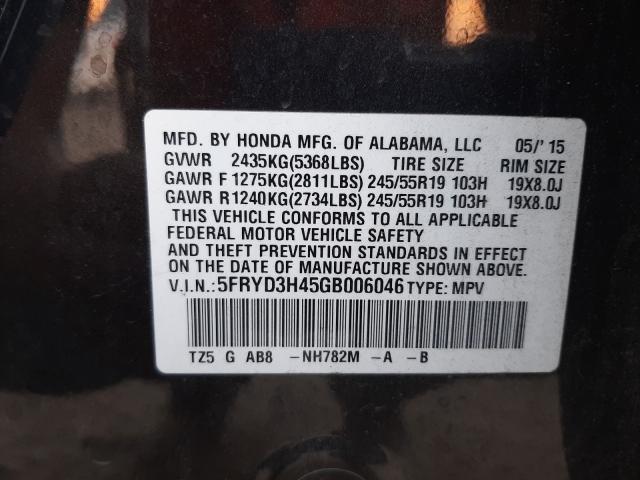 MFD. BY HONDA MFG. OF ALABAMA, LLC 05/'15
GVWR 2435KG(5368LBS) TIRE SIZE RIM SIZE
GAWR F 1275KG(2811LBS) 245/55R19 103H 19X8.0J
GAWR R1240KG(2734LBS) 245/55R19 103H 19X8.0J
THIS VEHICLE CONFORMS TO ALL APPLICABLE
FEDERAL MOTOR VEHICLE SAFETY
AND THEFT PREVENTION STANDARDS IN EFFECT ON
THE DATE OF MANUFACTURE SHOWN ABOVE.
V.I.N.:5FRYD3H45GB006046 TYPE: MPV
TZ5 G AB8 -NH782M -A -B